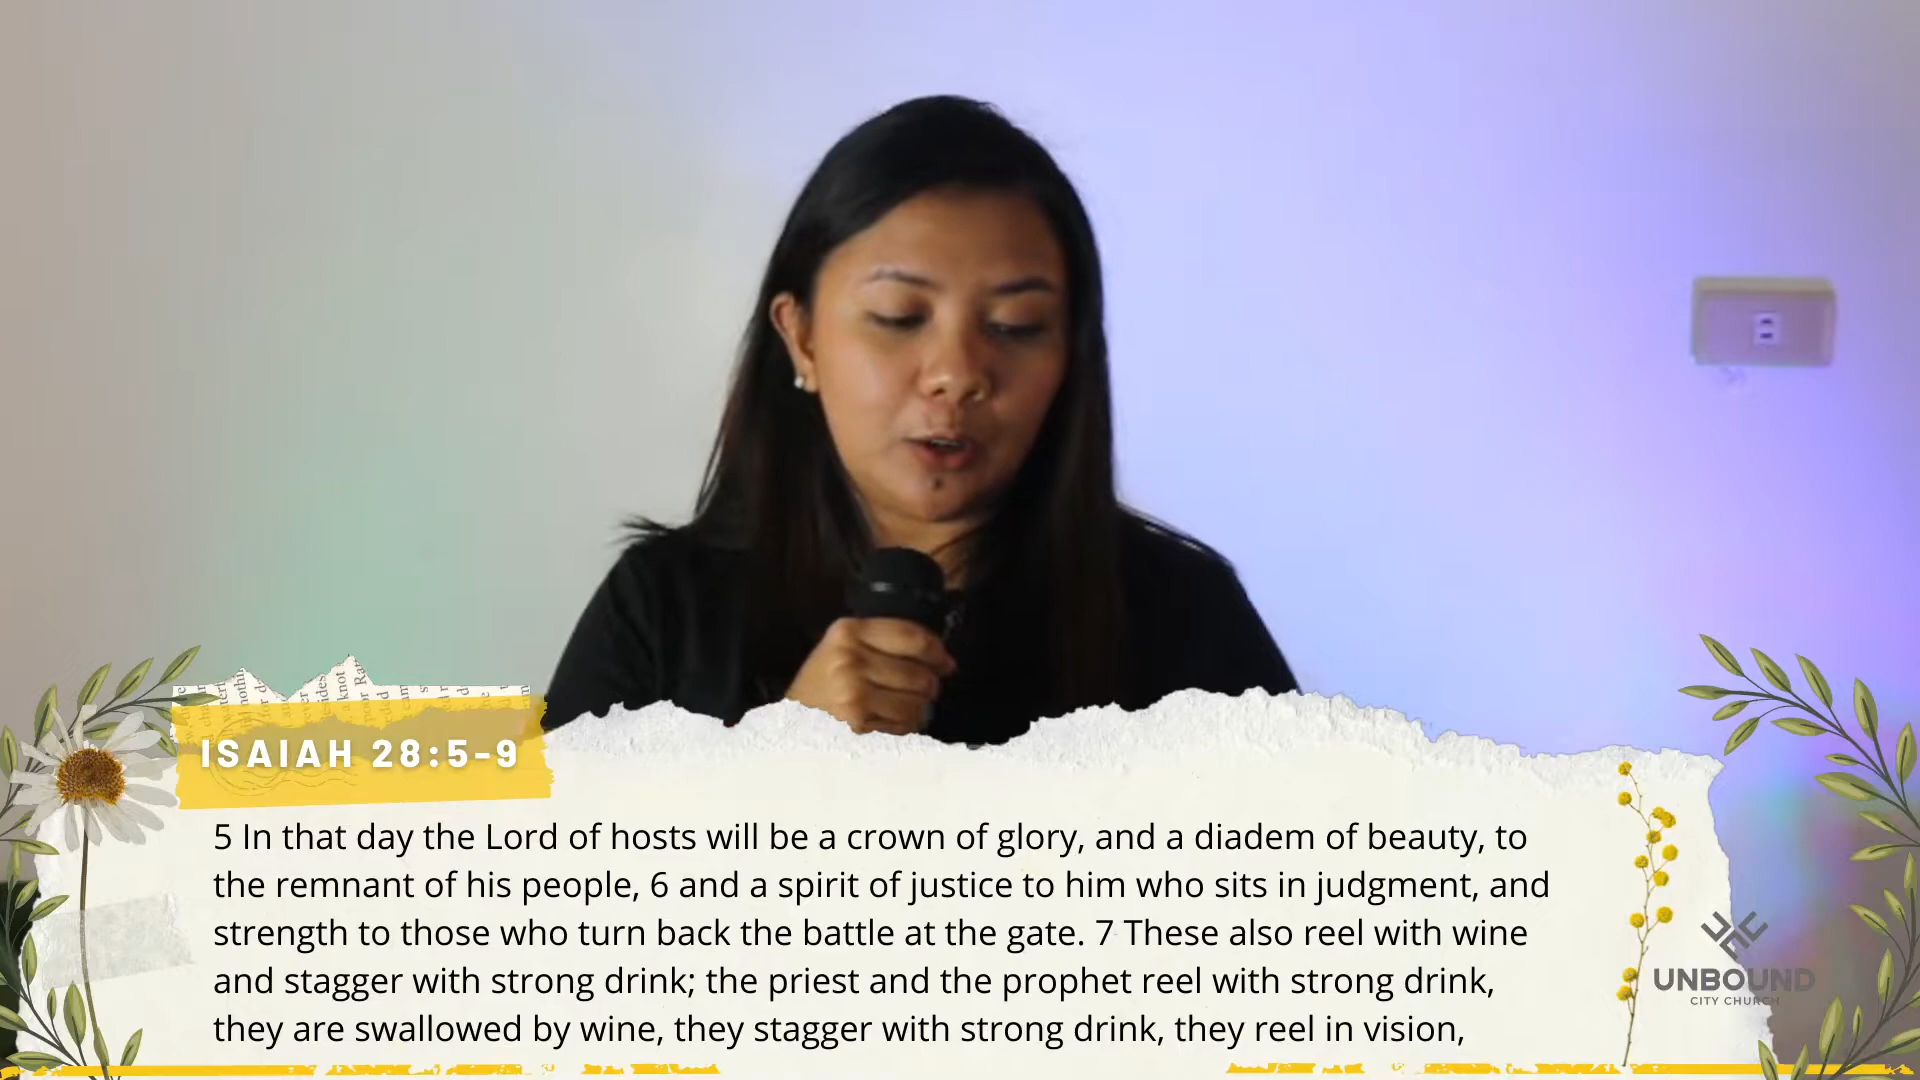 ISAIAH 28:5-9
5 In that day the Lord of hosts will be a crown of glory, and a diadem of beauty, to
the remnant of his people, 6 and a spirit of justice to him who sits in judgment, and
strength to those who turn back the battle at the gate. 7 These also reel with wine
and stagger with strong drink; the priest and the prophet reel with strong drink,
they are swallowed by wine, they stagger with strong drink, they reel in vision,
UNBOUND
CITY CHURCH